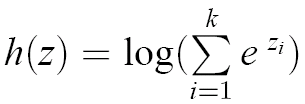 h(z) = log(∑_{i=1}^{k} e^{z_i})